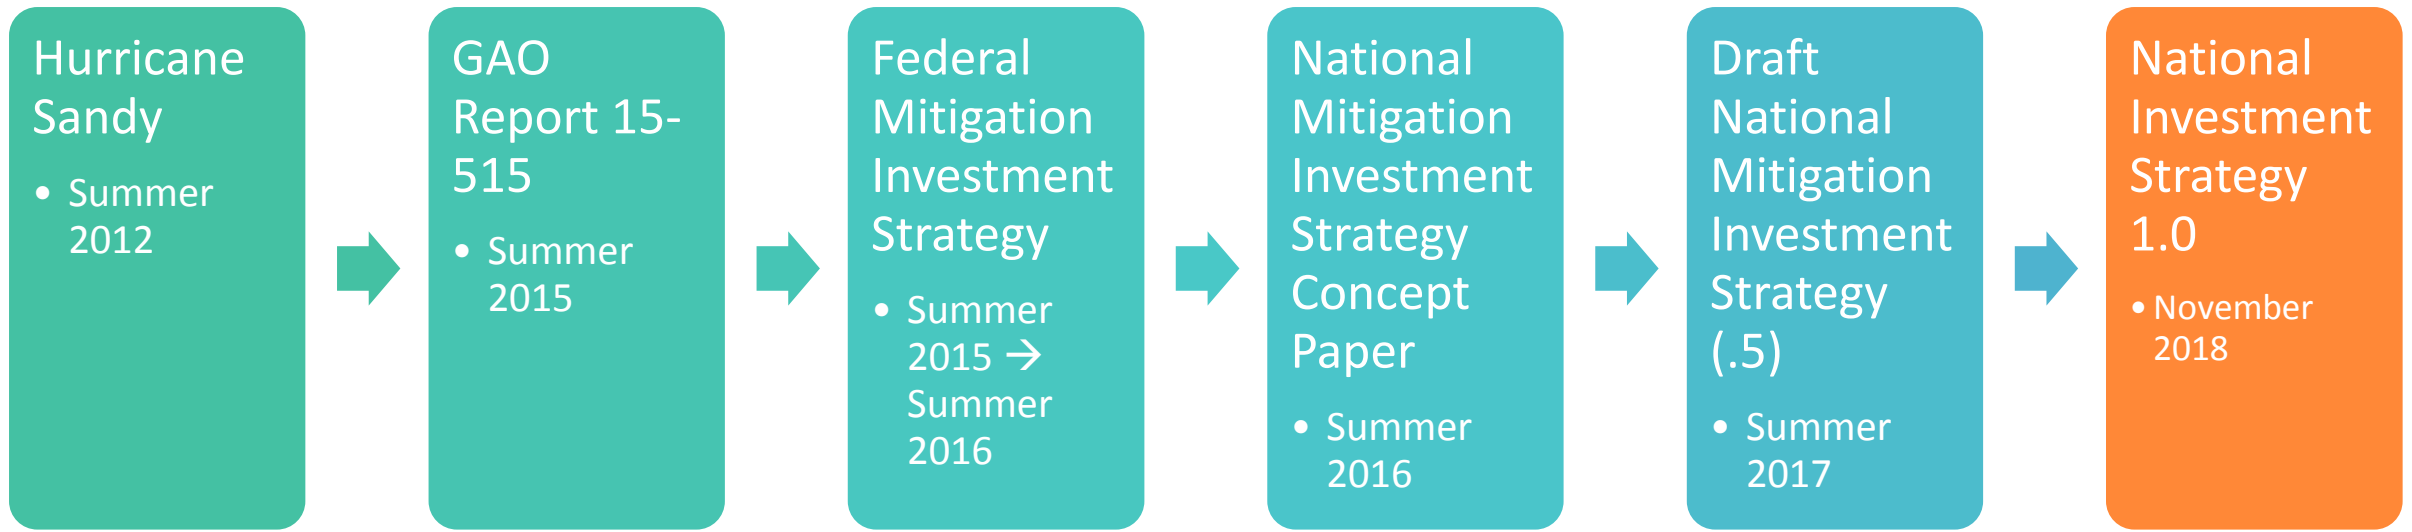 Hurricane
Sandy
• Summer
2012
GAO
Report 15-
515
• Summer
2015
Federal
Mitigation
Investment
Strategy
• Summer
2015 →
Summer
2016
National
Mitigation
Investment
Strategy
Concept
Paper
• Summer
2016
Draft
National
Mitigation
Investment
Strategy
(.5)
• Summer
2017
National
Investment
Strategy
1.0
• November
2018